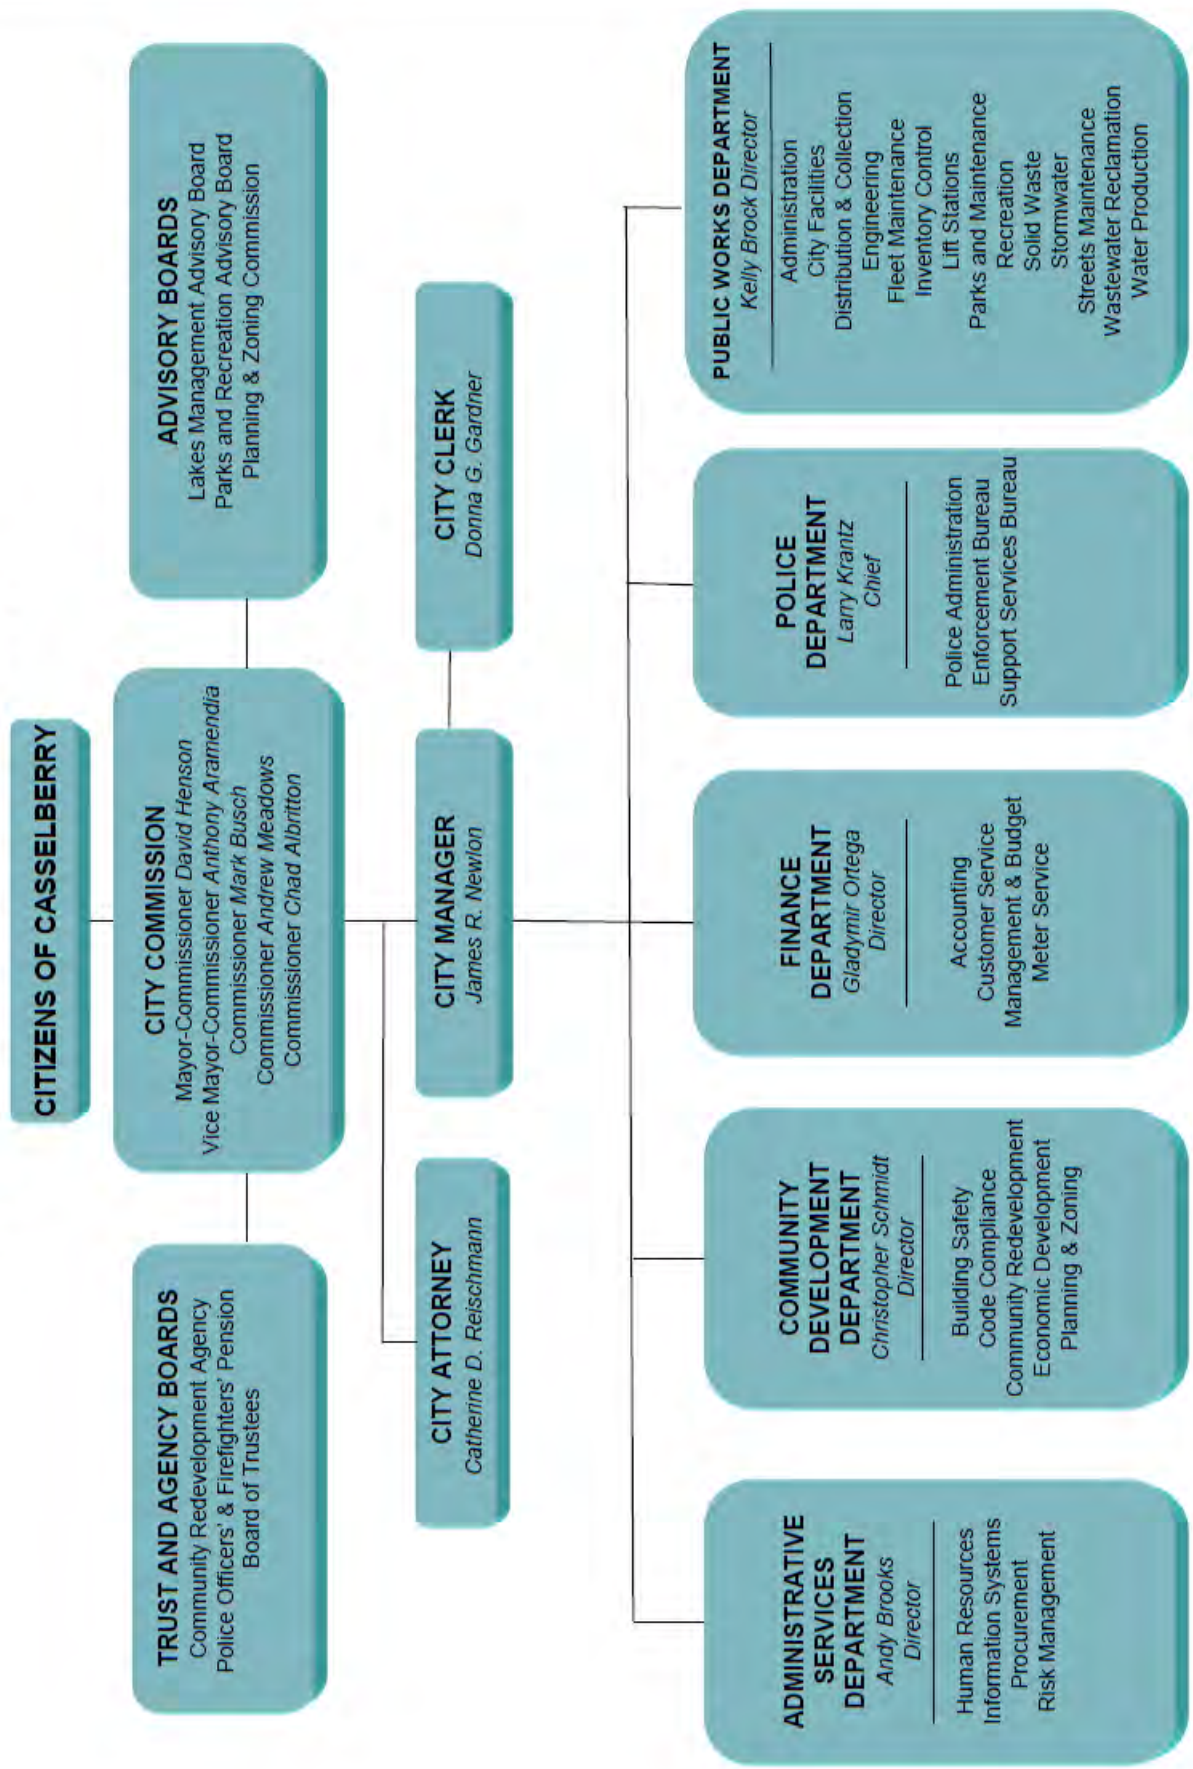 CITIZENS OF CASSELBERRY
TRUST AND AGENCY BOARDS
Community Redevelopment Agency
Police Officers' & Firefighters' Pension
Board of Trustees
CITY COMMISSION
Mayor-Commissioner David Henson
Vice Mayor-Commissioner Anthony Aramendia
Commissioner Mark Busch
Commissioner Andrew Meadows
Commissioner Chad Albritton
ADVISORY BOARDS
Lakes Management Advisory Board
Parks and Recreation Advisory Board
Planning & Zoning Commission
CITY ATTORNEY
Catherine D. Reischmann
CITY MANAGER
James R. Newlon
CITY CLERK
Donna G. Gardner
ADMINISTRATIVE
SERVICES
DEPARTMENT
Andy Brooks
Director
Human Resources
Information Systems
Procurement
Risk Management
COMMUNITY
DEVELOPMENT
DEPARTMENT
Christopher Schmidt
Director
Building Safety
Code Compliance
Community Redevelopment
Economic Development
Planning & Zoning
FINANCE
DEPARTMENT
Gladymir Ortega
Director
Accounting
Customer Service
Management & Budget
Meter Service
POLICE
DEPARTMENT
Larry Krantz
Chief
Police Administration
Enforcement Bureau
Support Services Bureau
PUBLIC WORKS DEPARTMENT
Kelly Brock Director
Administration
City Facilities
Distribution & Collection
Engineering
Fleet Maintenance
Inventory Control
Lift Stations
Parks and Maintenance
Recreation
Solid Waste
Stormwater
Streets Maintenance
Wastewater Reclamation
Water Production